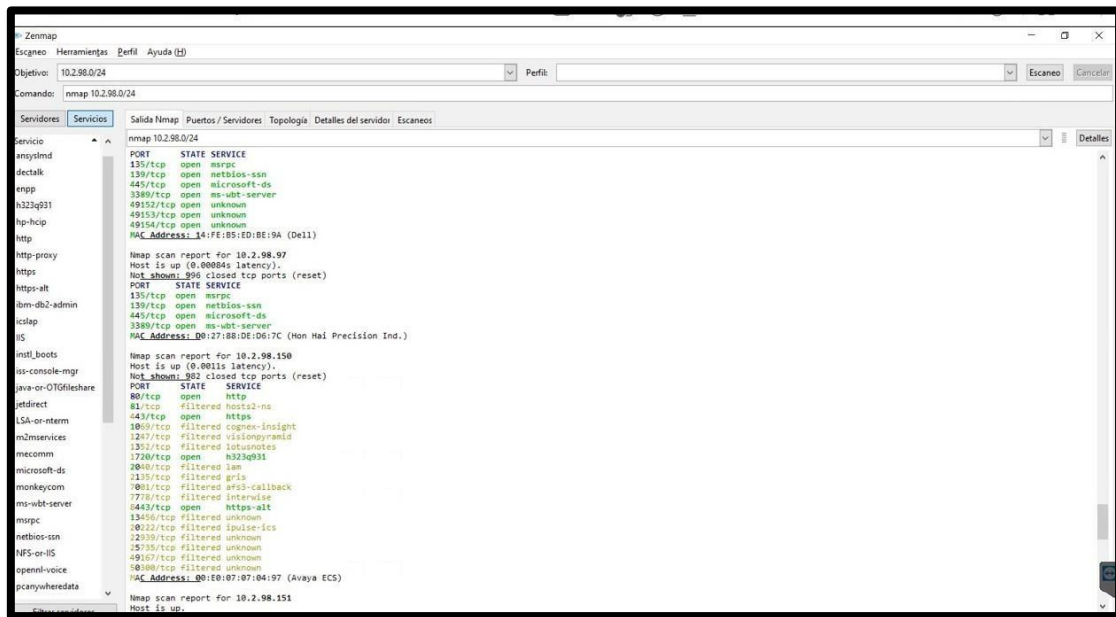 Zenmap
Escaneo Herramientas Perfil Ayuda (H)
Objetivo: 10.2.98.0/24 Perfil: Escaneo Cancelar
Comando: nmap 10.2.98.0/24
Servidores Servicios
Salida Nmap Puertos / Servidores Topología Detalles del servidor Escaneos
Servicio
ansyslmd
dectalk
enpp
h323q931
hp-hcip
http
http-proxy
https
https-alt
ibm-db2-admin
icslap
IIS
instl_boots
iss-console-mgr
java-or-OTGfileshare
jetdirect
LSA-or-nterm
m2mservices
mecomm
microsoft-ds
monkeycom
ms-wbt-server
msrpc
netbios-ssn
NFS-or-IIS
opennl-voice
pcanywheredata
Filtrar servidores
nmap 10.2.98.0/24 Detalles
PORT STATE SERVICE
135/tcp open msrpc
139/tcp open netbios-ssn
445/tcp open microsoft-ds
3389/tcp open ms-wbt-server
49152/tcp open unknown
49153/tcp open unknown
49154/tcp open unknown
MAC Address: 14:FE:B5:ED:BE:9A (Dell)
Nmap scan report for 10.2.98.97
Host is up (0.00084s latency).
Not shown: 996 closed tcp ports (reset)
PORT STATE SERVICE
135/tcp open msrpc
139/tcp open netbios-ssn
445/tcp open microsoft-ds
3389/tcp open ms-wbt-server
MAC Address: D0:27:88:DE:D6:7C (Hon Hai Precision Ind.)
Nmap scan report for 10.2.98.150
Host is up (0.0011s latency).
Not shown: 982 closed tcp ports (reset)
PORT STATE SERVICE
80/tcp open http
81/tcp filtered hosts2-ns
443/tcp open https
1069/tcp filtered cognex-insight
1247/tcp filtered visionpyramid
1352/tcp filtered lotusnotes
1720/tcp open h323q931
2040/tcp filtered lam
2135/tcp filtered gris
7001/tcp filtered afs3-callback
7778/tcp filtered interwise
8443/tcp open https-alt
13456/tcp filtered unknown
20222/tcp filtered ipulse-ics
22939/tcp filtered unknown
25735/tcp filtered unknown
49167/tcp filtered unknown
50300/tcp filtered unknown
MAC Address: 00:E0:07:07:04:97 (Avaya ECS)
Nmap scan report for 10.2.98.151
Host is up.